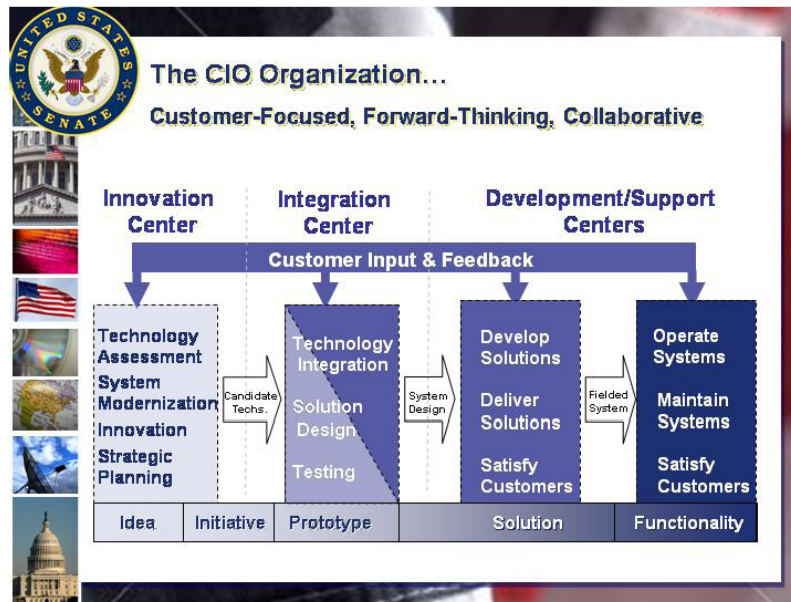 UNITED STATES
SENATE
The CIO Organization...
Customer-Focused, Forward-Thinking, Collaborative
Innovation
Center
Integration
Center
Development/Support
Centers
Customer Input & Feedback
Technology
Assessment
System
Modernization
Innovation
Strategic
Planning
Candidate
Techs.
Technology
Integration
Solution
Design
Testing
System
Design
Develop
Solutions
Deliver
Solutions
Satisfy
Customers
Fielded
System
Operate
Systems
Maintain
Systems
Satisfy
Customers
Idea
Initiative
Prototype
Solution
Functionality